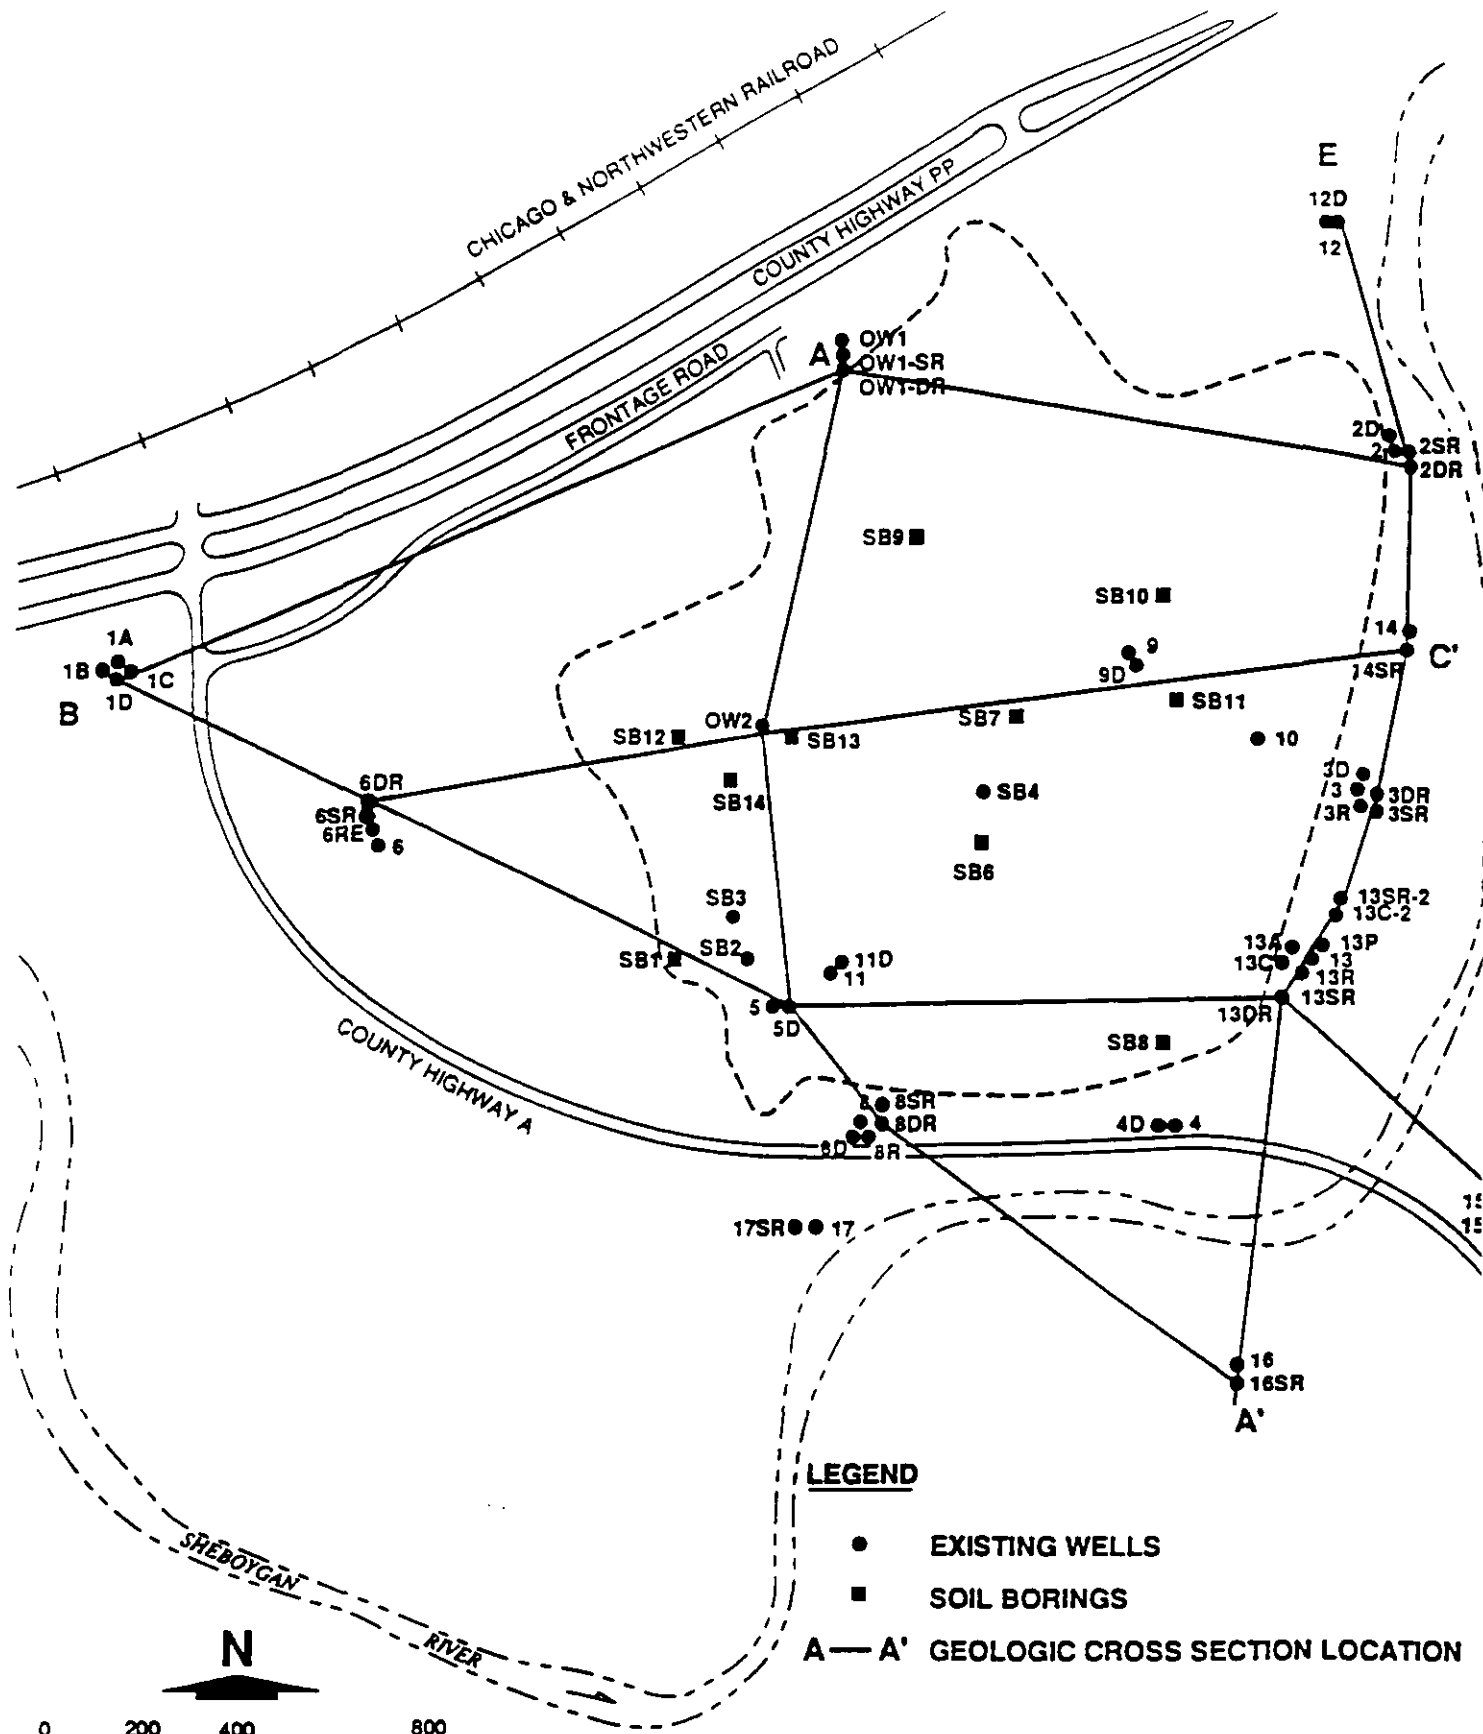 CHICAGO & NORTHWESTERN RAILROAD
COUNTY HIGHWAY PP
FRONTAGE ROAD
E
12D
12
A
OW1
OW1-SR
OW1-DR
2D
2
2SR
2DR
SB9
SB10
14
14SR
C'
9
9D
1A
1B
1C
1D
B
SB11
SB7
OW2
SB12
SB13
10
3D
3
3R
3DR
3SR
6DR
6SR
6RE
6
SB14
SB4
SB6
SB3
SB2
SB1
11D
11
13SR-2
13C-2
13A
13P
13C
13
13R
13SR
13DR
5
5D
SB8
COUNTY HIGHWAY A
8
8SR
8DR
8D
8R
4D
4
17SR
17
16
16SR
A'
LEGEND
EXISTING WELLS
SOIL BORINGS
A — A' GEOLOGIC CROSS SECTION LOCATION
SHEBOYGAN
RIVER
N
0 200 400 800